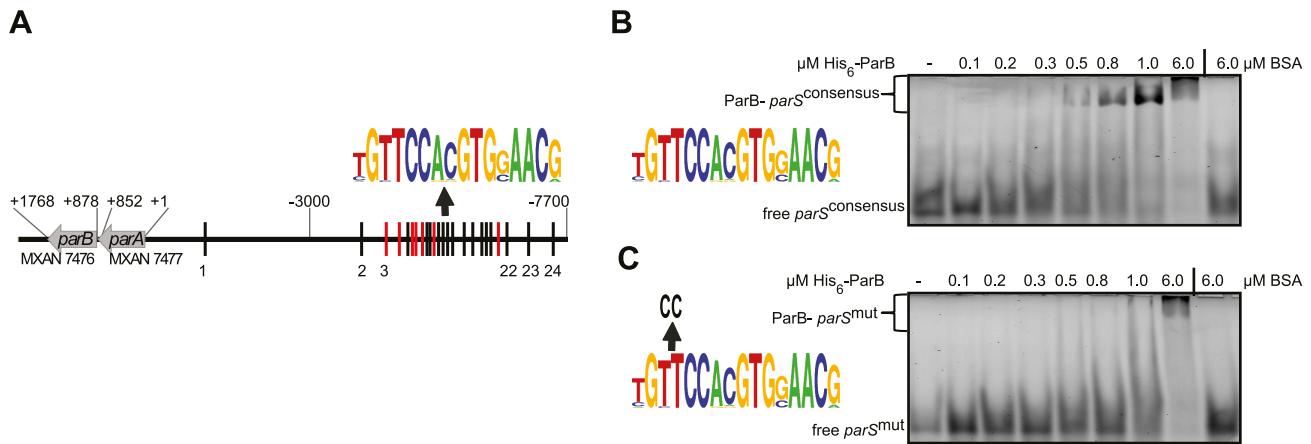 A
TGTTCCACGTGGAACG
+1768 +878 +852 +1 -3000 -7700
parB parA
MXAN 7476 MXAN 7477 1 2 3 22 23 24
B
µM His6-ParB - 0.1 0.2 0.3 0.5 0.8 1.0 6.0 6.0 µM BSA
ParB- parSconsensus
TGTTCCACGTGGAACG
free parSconsensus
C
µM His6-ParB - 0.1 0.2 0.3 0.5 0.8 1.0 6.0 6.0 µM BSA
CC
ParB- parSmut
TGTTCCACGTGGAACG
free parSmut